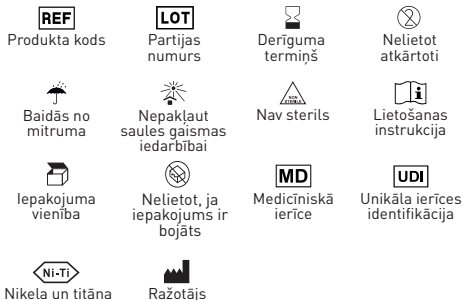 REF
LOT
Produkta kods
Partijas
numurs
Derīguma
termiņš
Nelietot
atkārtoti
2
NON
STERILE
Baidās no
mitruma
Nepakļaut
saules gaismas
iedarbībai
Nav sterils
Lietošanas
instrukcija
i
MD
UDI
Iepakojuma
vienība
Nelietot, ja
iepakojums ir
bojāts
Medicīniskā
ierīce
Unikāla ierīces
identifikācija
Ni-Ti
Nikela un titāna
Ražotājs